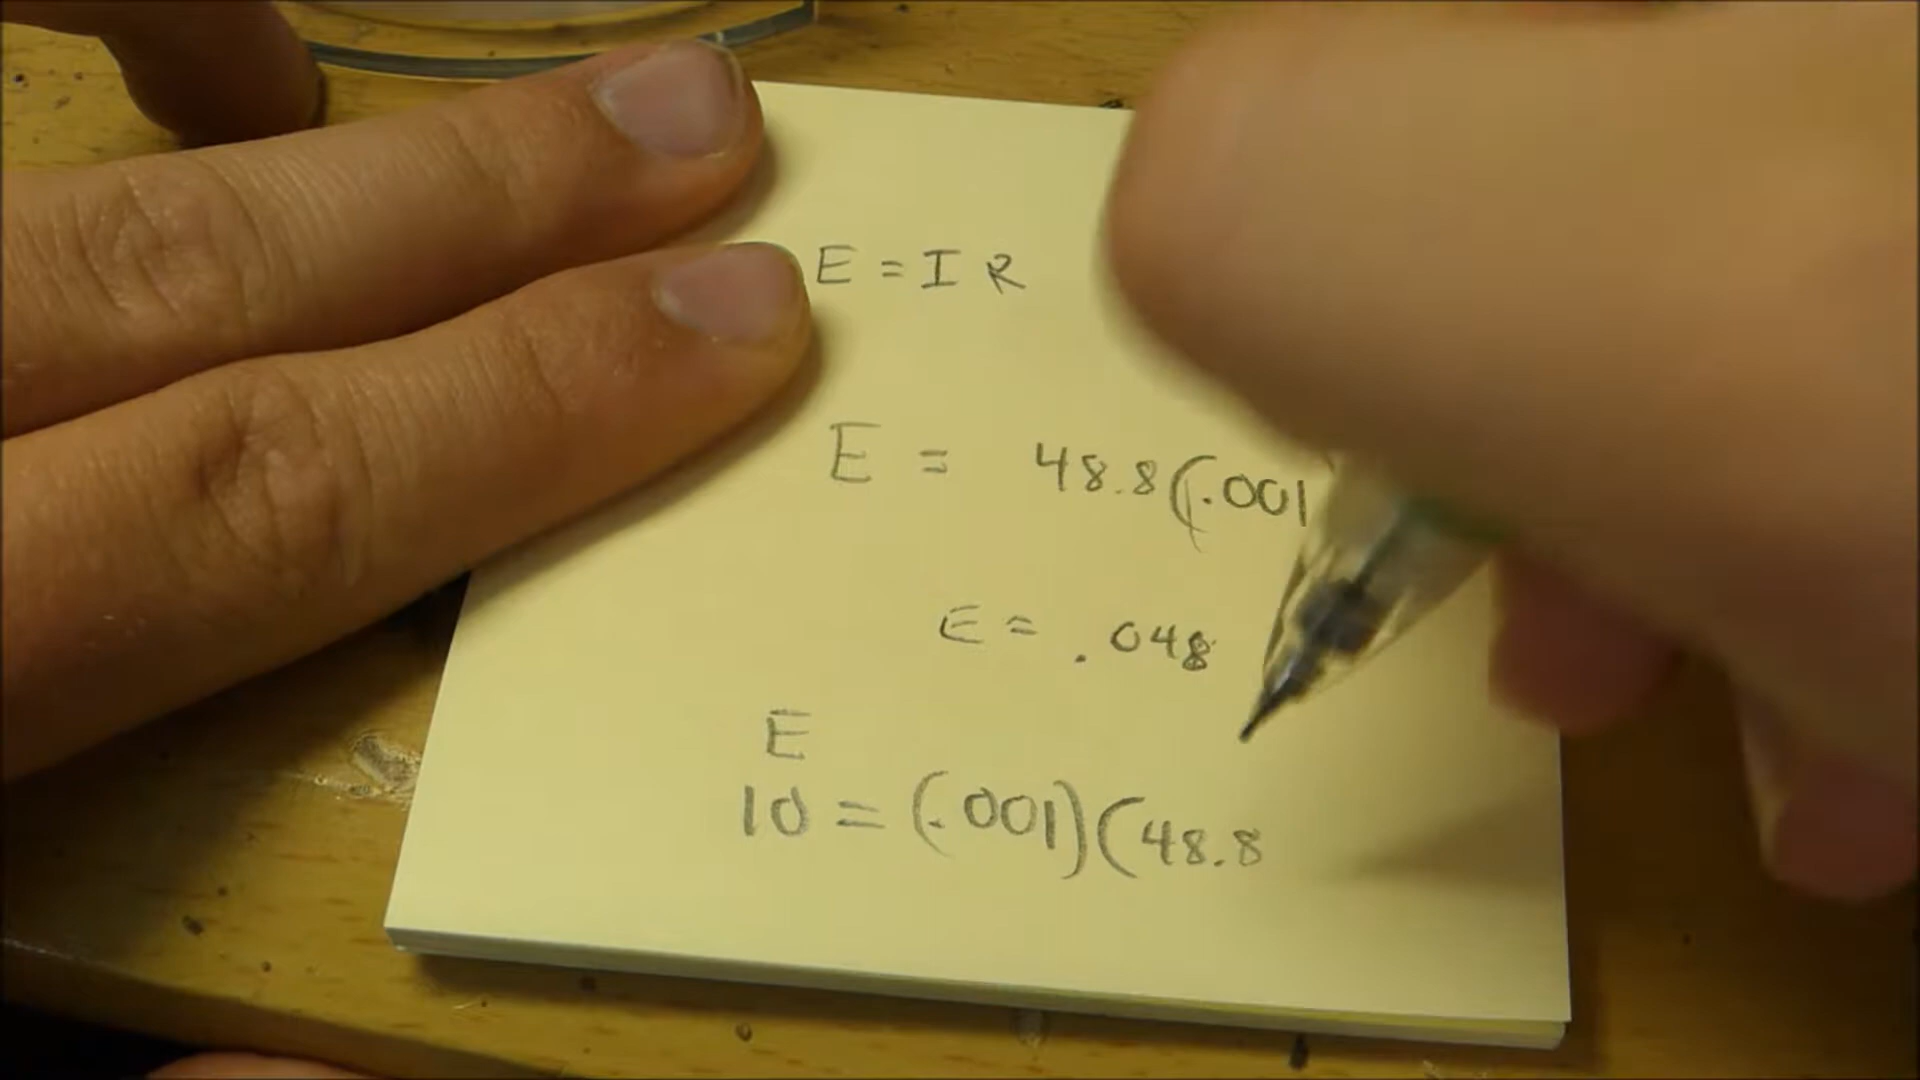 E = I R
E = 48.8(.001
E = .048
E
10 = (.001)(48.8